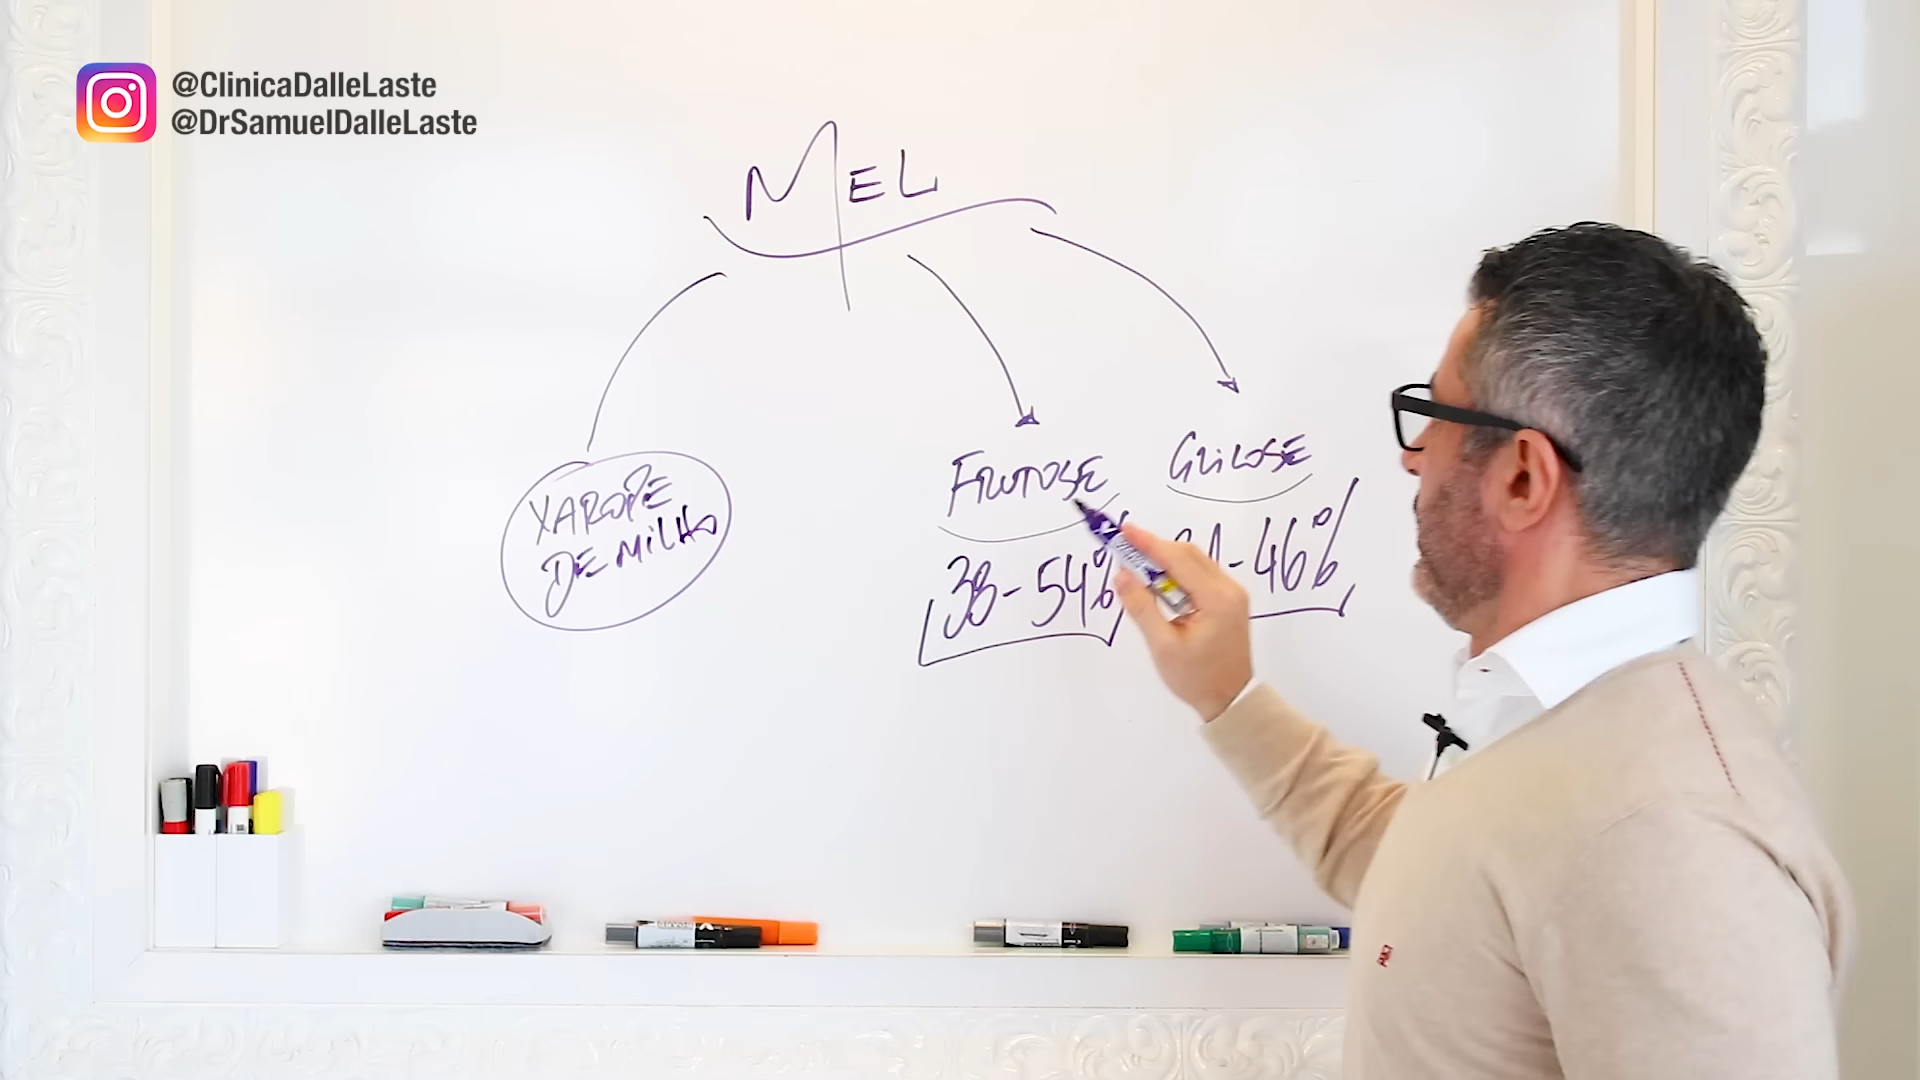 @ClinicaDalleLaste
@DrSamuelDalleLaste
MEL
XAROPE
DE MILHO
FRUTOSE
GLICOSE
38-54%
-46%